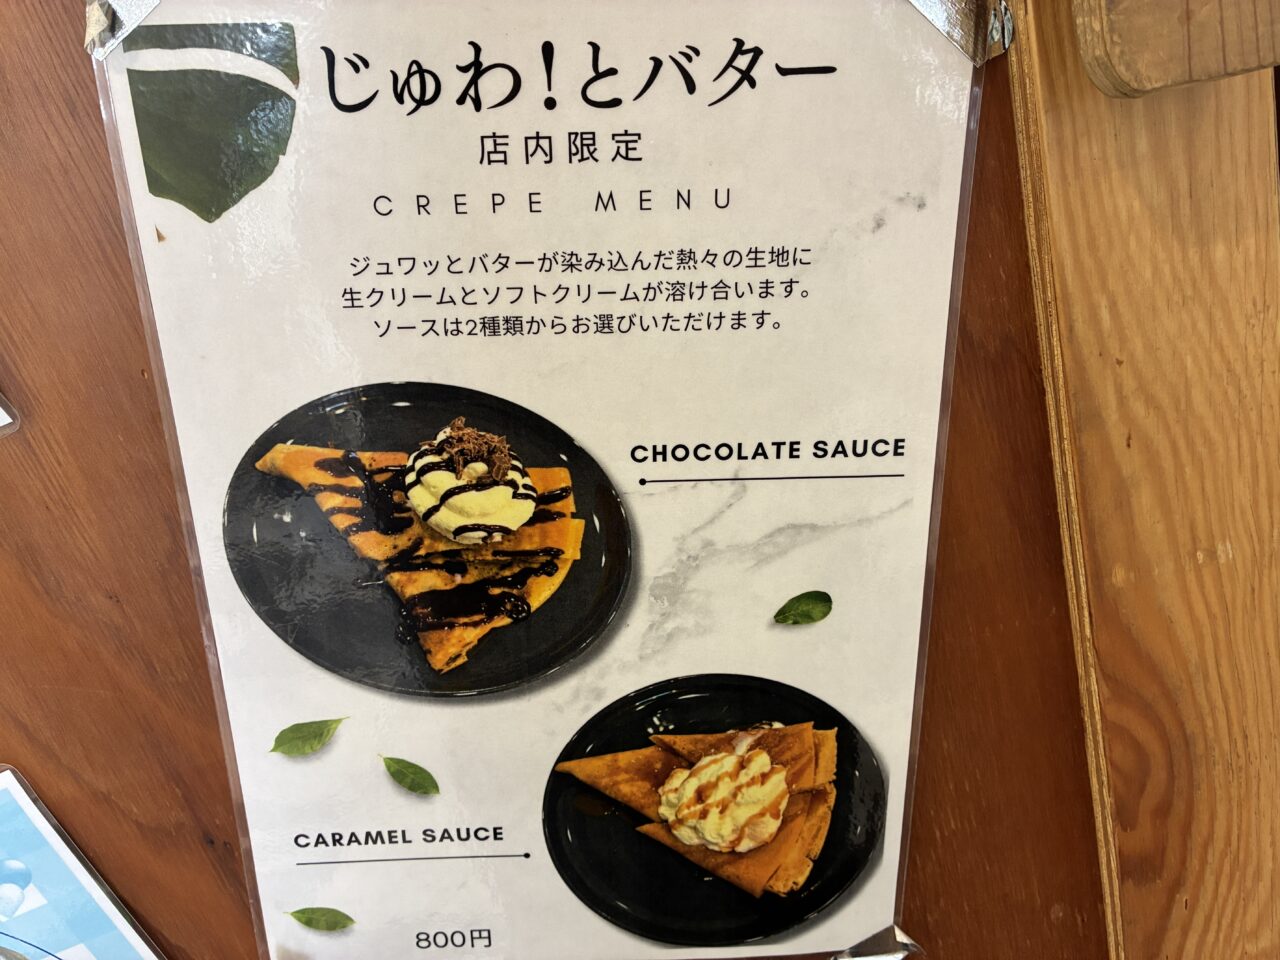 じゅわ!とバター
店内限定
CREPE MENU
ジュワッとバターが染み込んだ熱々の生地に
生クリームとソフトクリームが溶け合います。
ソースは2種類からお選びいただけます。
CHOCOLATE SAUCE
CARAMEL SAUCE
800円